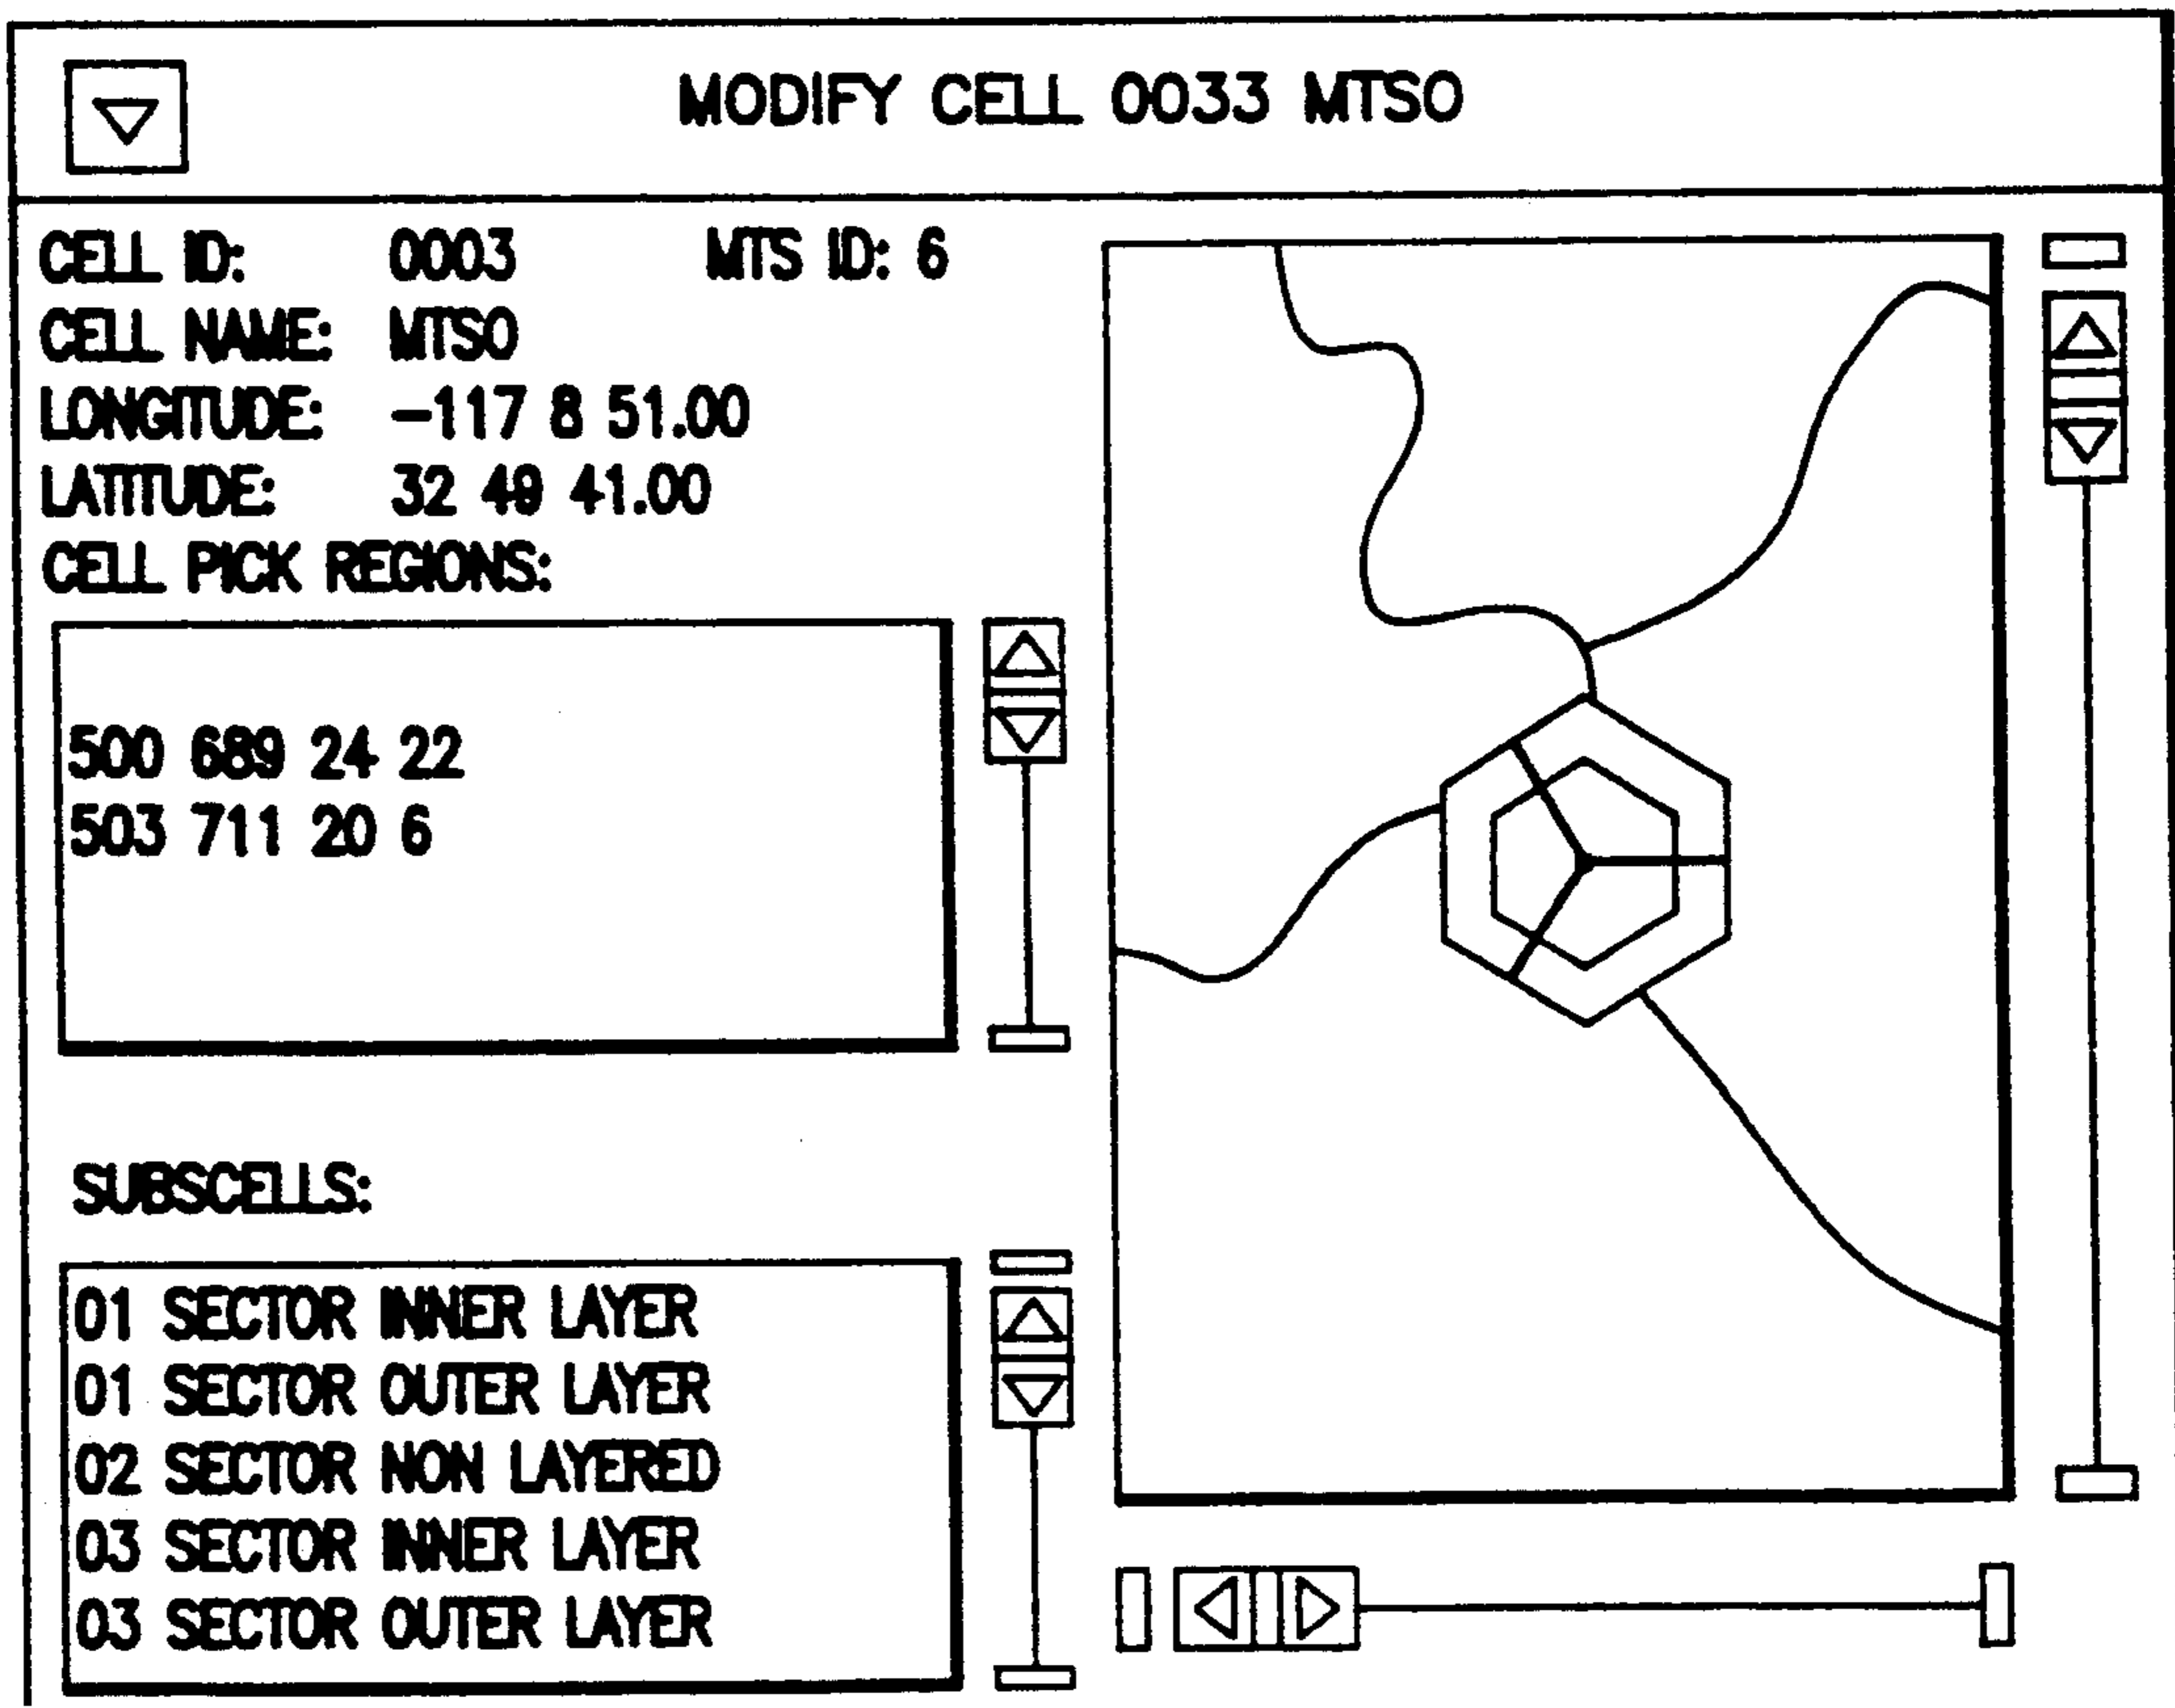 MODIFY CELL 0033 MTSO
CELL ID: 0003 MTS ID: 6
CELL NAME: MTSO
LONGITUDE: -117 8 51.00
LATITUDE: 32 49 41.00
CELL PICK REGIONS:
500 689 24 22
503 711 20 6
SUBSCELLS:
01 SECTOR INNER LAYER
01 SECTOR OUTER LAYER
02 SECTOR NON LAYERED
03 SECTOR INNER LAYER
03 SECTOR OUTER LAYER